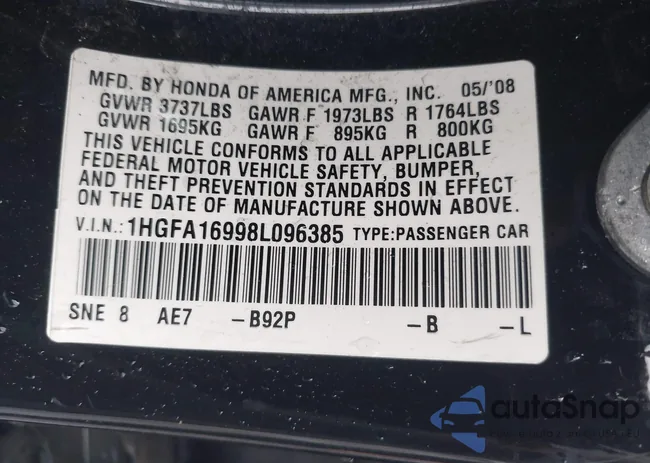 MFD. BY HONDA OF AMERICA MFG., INC. 05/'08
GVWR 3737LBS GAWR F 1973LBS R 1764LBS
GVWR 1695KG GAWR F 895KG R 800KG
THIS VEHICLE CONFORMS TO ALL APPLICABLE
FEDERAL MOTOR VEHICLE SAFETY, BUMPER,
AND THEFT PREVENTION STANDARDS IN EFFECT
ON THE DATE OF MANUFACTURE SHOWN ABOVE.
V.I.N.: 1HGFA16998L096385 TYPE:PASSENGER CAR
SNE 8 AE7 -B92P -B -L
autaSnap